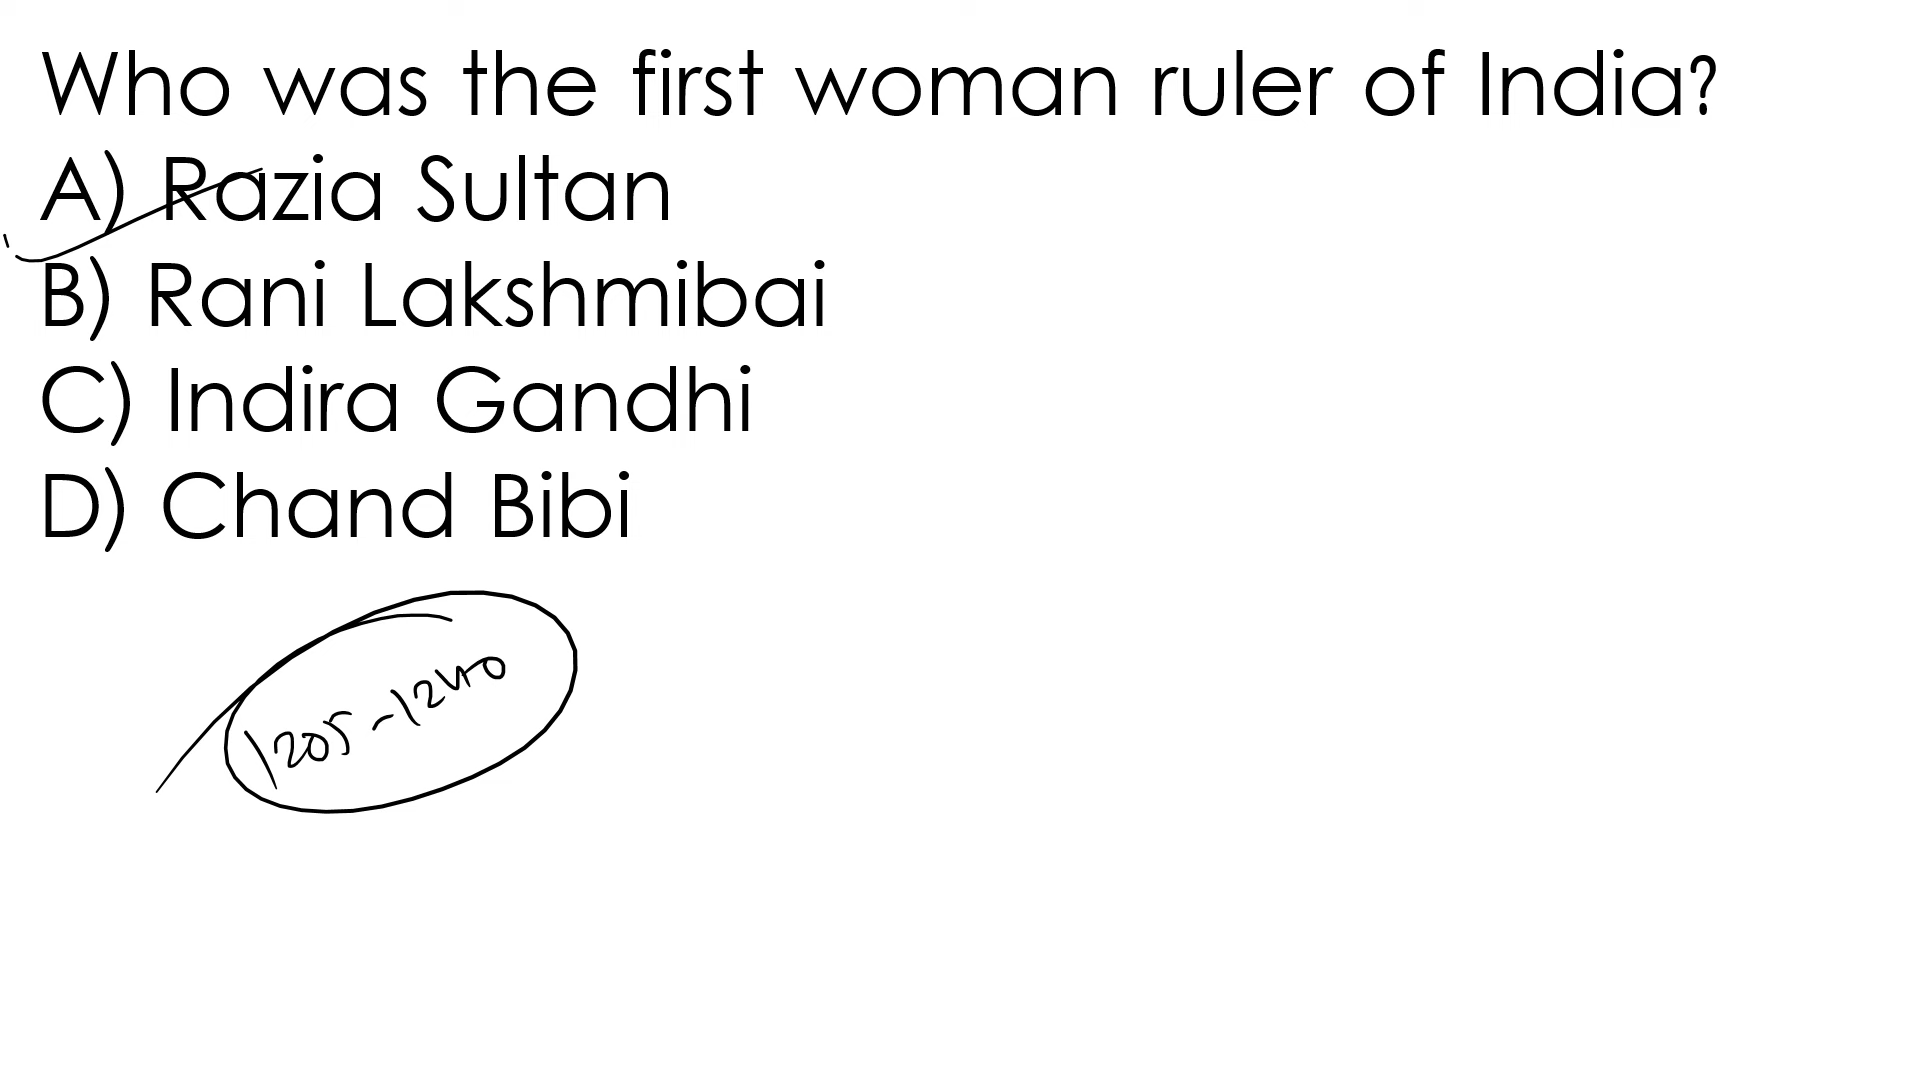 Who was the first woman ruler of India?
A) Razia Sultan
B) Rani Lakshmibai
C) Indira Gandhi
D) Chand Bibi
1205-1240